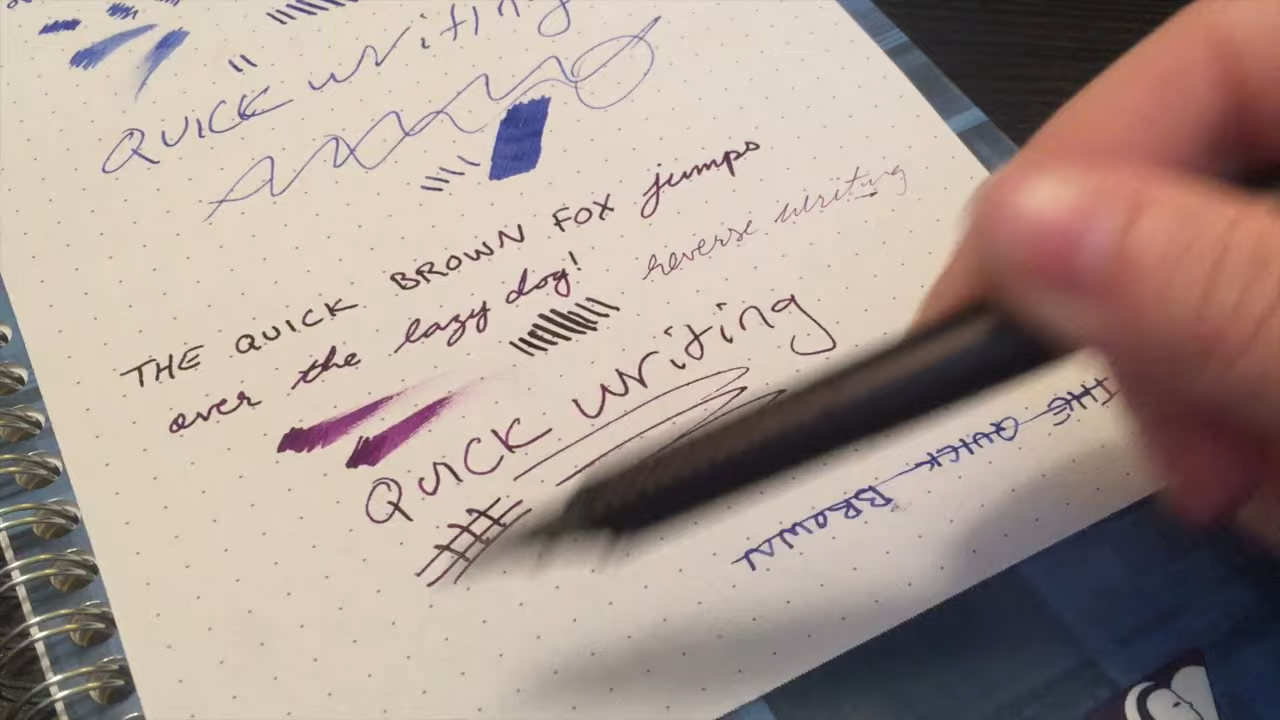 QUICK writing
THE QUICK BROWN FOX jumps
over the lazy dog!
reverse writing
QUICK writing
THE QUICK BROWN